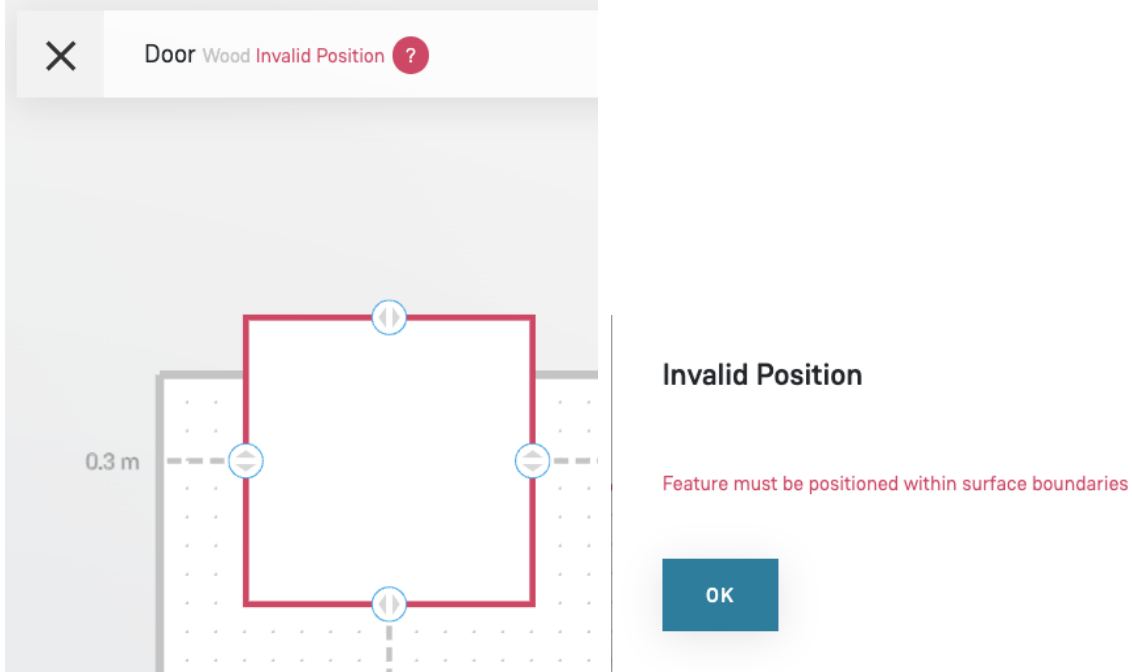 Door Wood Invalid Position ?
0.3 m
Invalid Position
Feature must be positioned within surface boundaries
OK